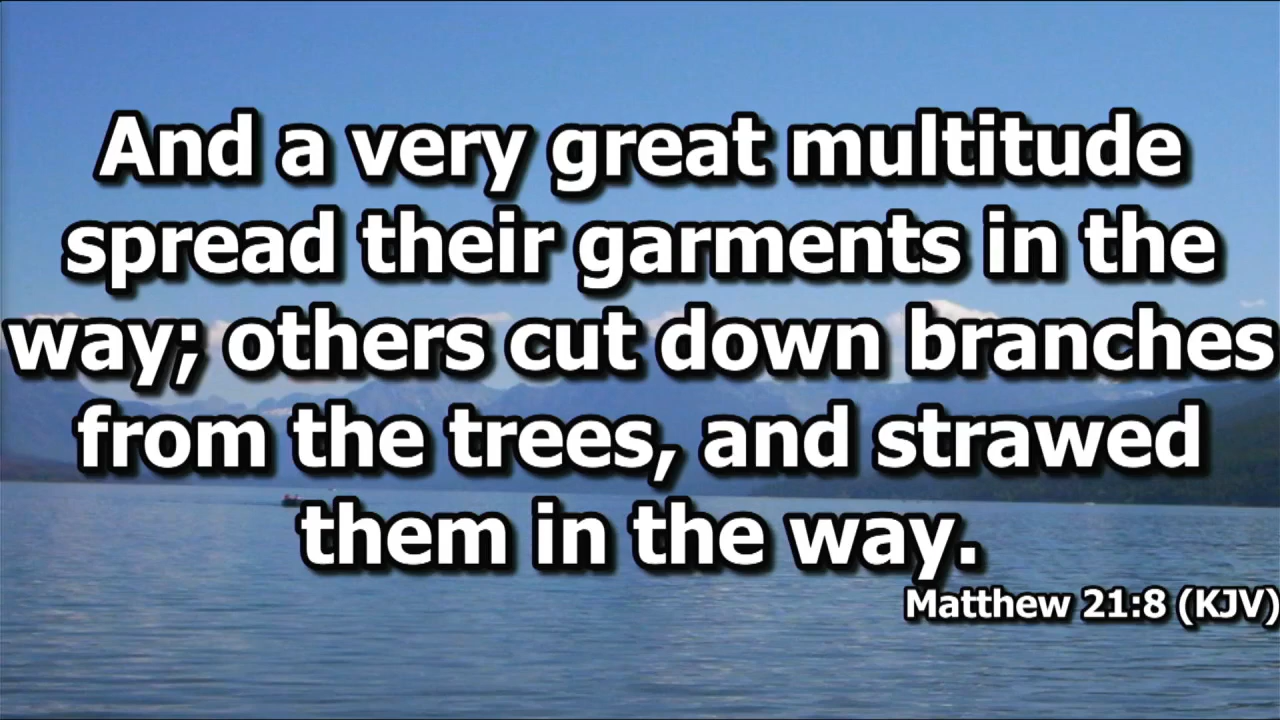 And a very great multitude
spread their garments in the
way; others cut down branches
from the trees, and strawed
them in the way.
Matthew 21:8 (KJV)